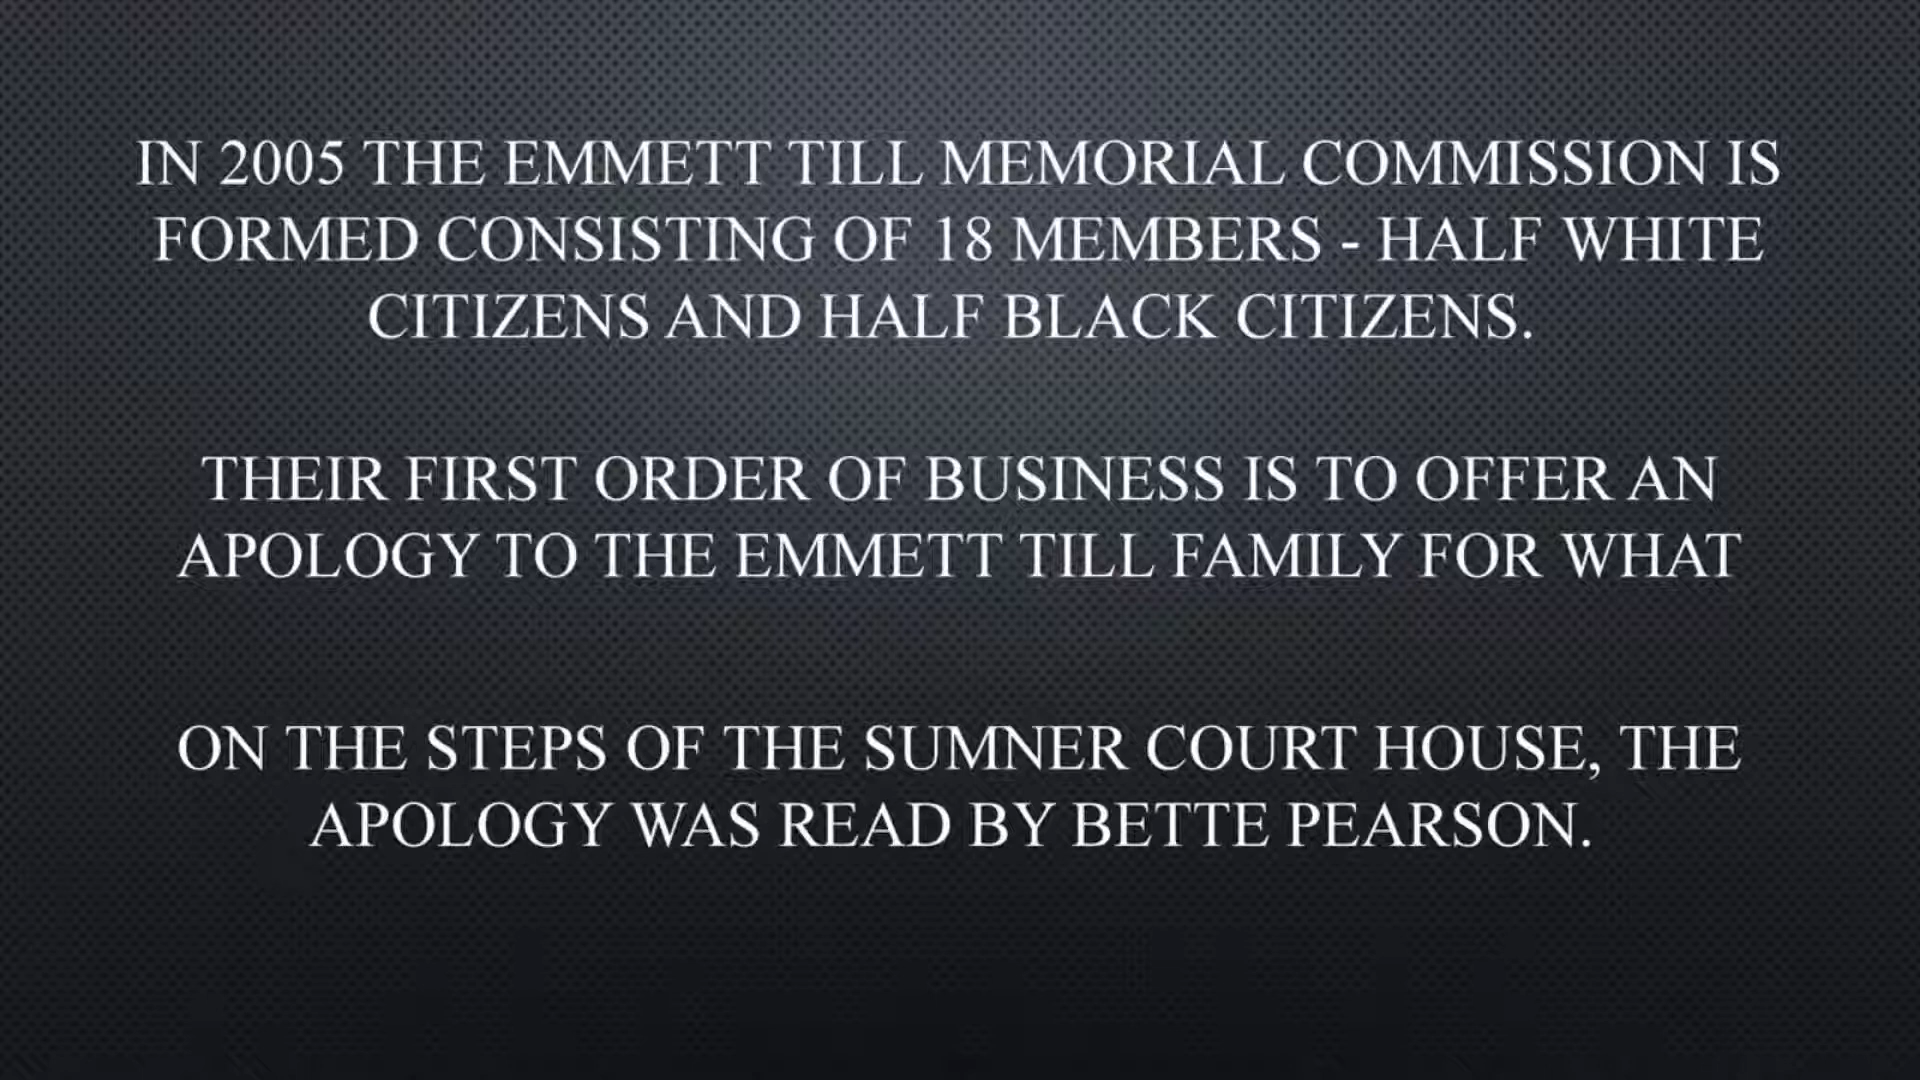 IN 2005 THE EMMETT TILL MEMORIAL COMMISSION IS
FORMED CONSISTING OF 18 MEMBERS - HALF WHITE
CITIZENS AND HALF BLACK CITIZENS.
THEIR FIRST ORDER OF BUSINESS IS TO OFFER AN
APOLOGY TO THE EMMETT TILL FAMILY FOR WHAT
ON THE STEPS OF THE SUMNER COURT HOUSE, THE
APOLOGY WAS READ BY BETTE PEARSON.